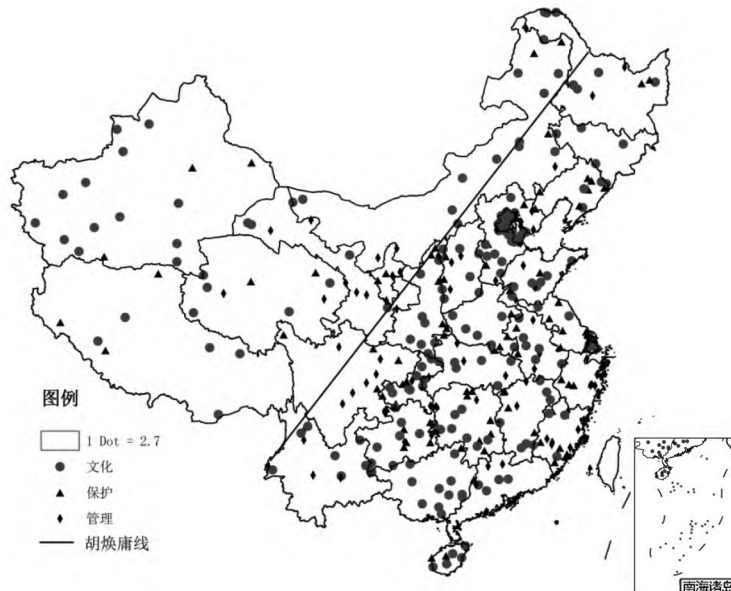 图例
1 Dot = 2.7
文化
保护
管理
胡焕庸线
南海诸岛